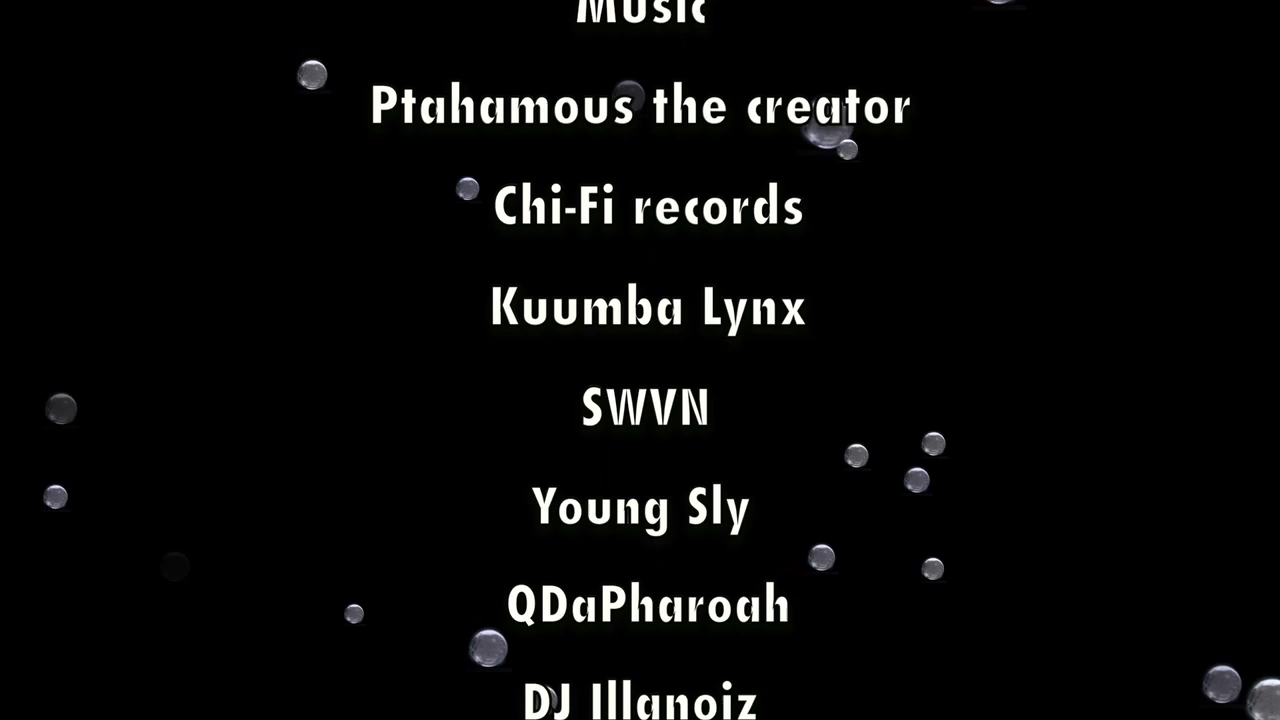 Music
Ptahamous the creator
Chi-Fi records
Kuumba Lynx
SWVN
Young Sly
QDaPharoah
DJ Illanoiz